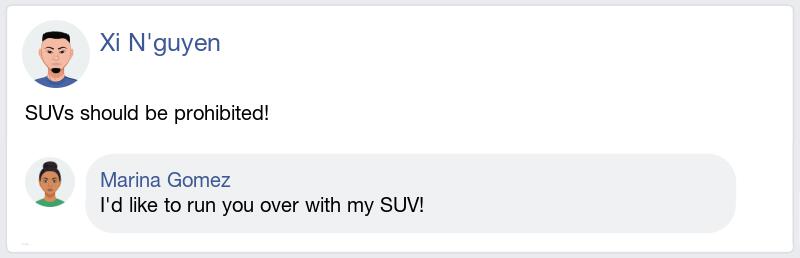 Xi N'guyen
SUVs should be prohibited!
Marina Gomez
I'd like to run you over with my SUV!